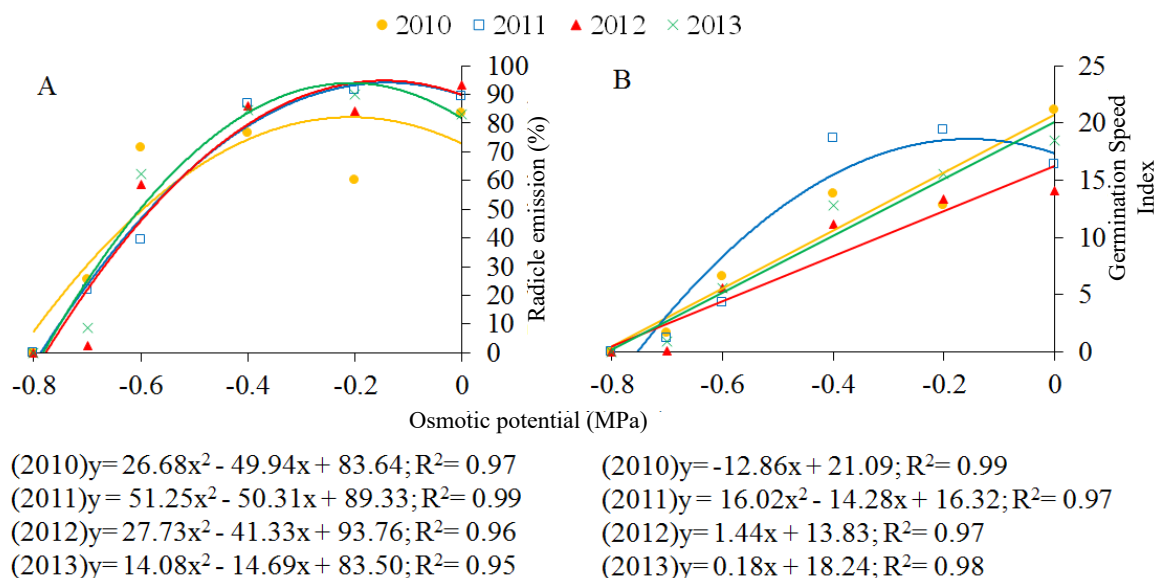 2010 2011 2012 2013
A
100
90
80
70
60
50
40
30
20
10
0
Radicle emission (%)
-0.8 -0.6 -0.4 -0.2 0
B
25
20
15
10
5
0
Germination Speed
Index
-0.8 -0.6 -0.4 -0.2 0
Osmotic potential (MPa)
(2010)y= 26.68x² - 49.94x + 83.64; R²= 0.97
(2011)y= 51.25x² - 50.31x + 89.33; R²= 0.99
(2012)y= 27.73x² - 41.33x + 93.76; R²= 0.96
(2013)y= 14.08x² - 14.69x + 83.50; R²= 0.95
(2010)y= -12.86x + 21.09; R²= 0.99
(2011)y= 16.02x² - 14.28x + 16.32; R²= 0.97
(2012)y= 1.44x + 13.83; R²= 0.97
(2013)y= 0.18x + 18.24; R²= 0.98